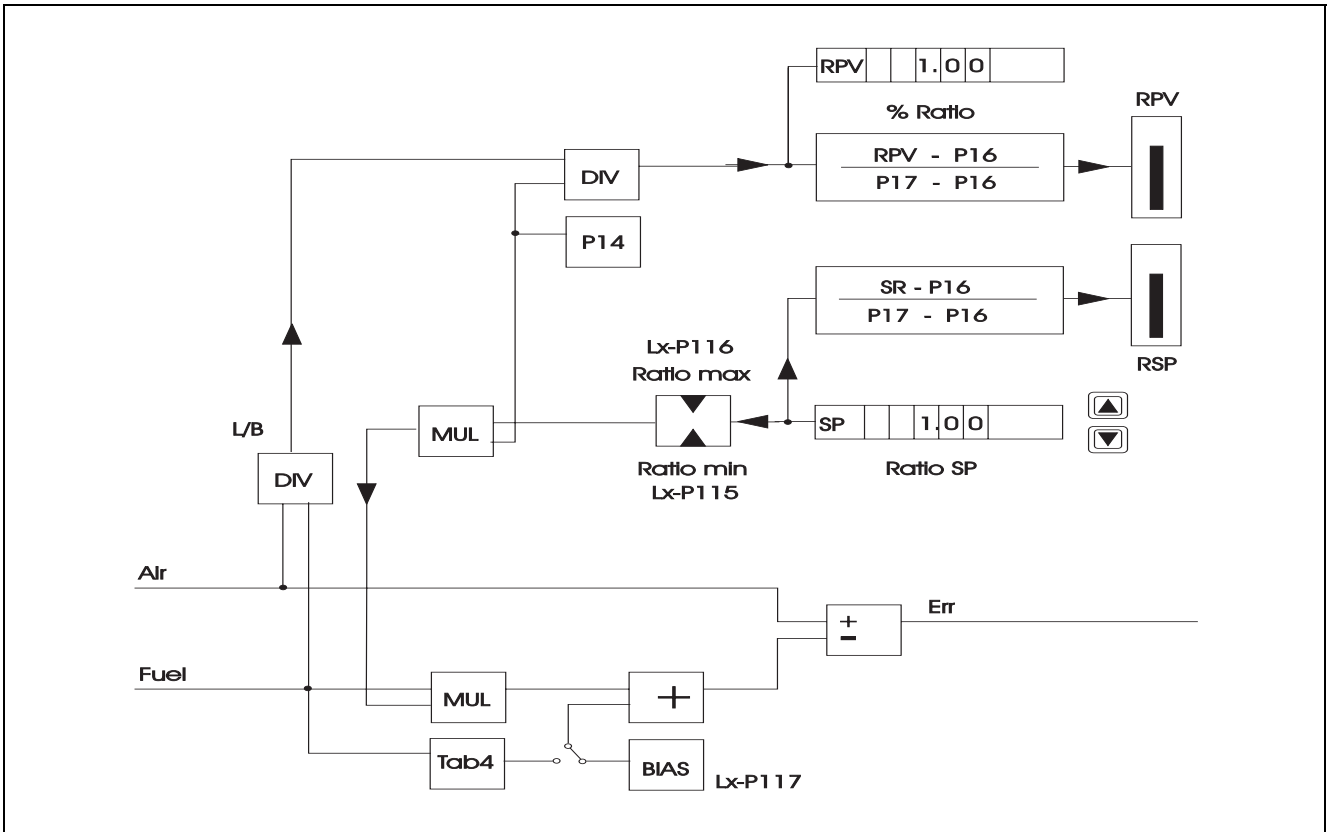 RPV 1.00
% Ratio
RPV
DIV
RPV - P16
P17 - P16
P14
SR - P16
P17 - P16
Lx-P116
Ratio max
RSP
L/B
MUL
SP 1.00
DIV
Ratio min
Lx-P115
Ratio SP
Air
Err
+
-
Fuel
MUL
+
Tab4
BIAS
Lx-P117